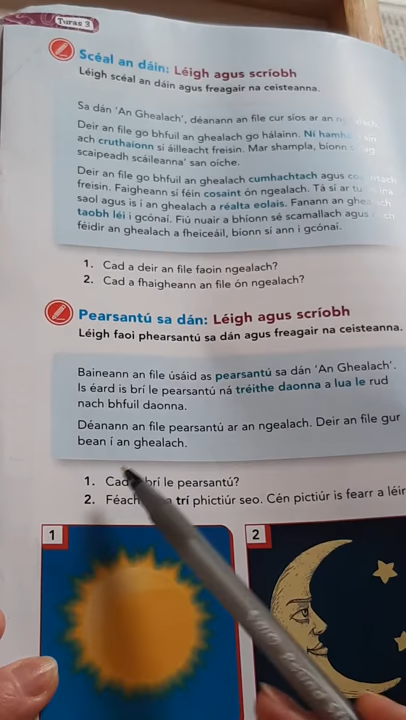 Turas 3
Scéal an dáin: Léigh agus scríobh
Léigh scéal an dáin agus freagair na ceisteanna.
Sa dán 'An Ghealach', déanann an file cur síos ar an
Deir an file go bhfuil an ghealach go hálainn. Ní
ach cruthaíonn sí áilleacht freisin. Mar shampla, bíonn
scaipeadh scáileanna' san oíche.
Deir an file go bhfuil an ghealach cumhachtach agus
freisin. Faigheann sí féin cosaint ón ngealach. Tá sí ar
saol agus is í an ghealach a réalta eolais. Fanann an
taobh léi i gcónaí. Fiú nuair a bhíonn sé scamallach agus
féidir an ghealach a fheiceáil, bíonn sí ann i gcónaí.
1. Cad a deir an file faoin ngealach?
2. Cad a fhaigheann an file ón ngealach?
Pearsantú sa dán: Léigh agus scríobh
Léigh faoi phearsantú sa dán agus freagair na ceisteanna.
Baineann an file úsáid as pearsantú sa dán 'An Ghealach'.
Is éard is brí le pearsantú ná tréithe daonna a lua le rud
nach bhfuil daonna.
Déanann an file pearsantú ar an ngealach. Deir an file gur
bean í an ghealach.
1. Cad brí le pearsantú?
2. trí phictiúr seo. Cén pictiúr is fearr a
1
2